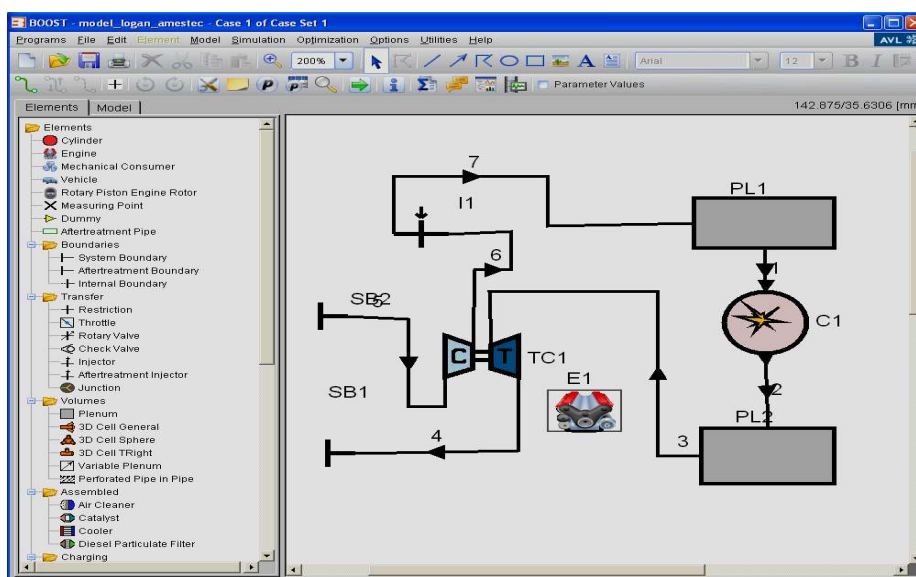 BOOST - model_logan_amestec - Case 1 of Case Set 1
Programs File Edit Element Model Simulation Optimization Options Utilities Help
AVL
200% Arial 12 B I
P P Σ Parameter Values
Elements Model
142.875/35.6306 [mm
Elements
Cylinder
Engine
Mechanical Consumer
Vehicle
Rotary Piston Engine Rotor
Measuring Point
Dummy
Aftertreatment Pipe
Boundaries
System Boundary
Aftertreatment Boundary
Internal Boundary
Transfer
Restriction
Throttle
Rotary Valve
Check Valve
Injector
Aftertreatment Injector
Junction
Volumes
Plenum
3D Cell General
3D Cell Sphere
3D Cell TRight
Variable Plenum
Perforated Pipe in Pipe
Assembled
Air Cleaner
Catalyst
Cooler
Diesel Particulate Filter
Charging
7
PL1
I1
6
1
SB2
5
C1
C T TC1
E1
SB1
2
PL2
4
3